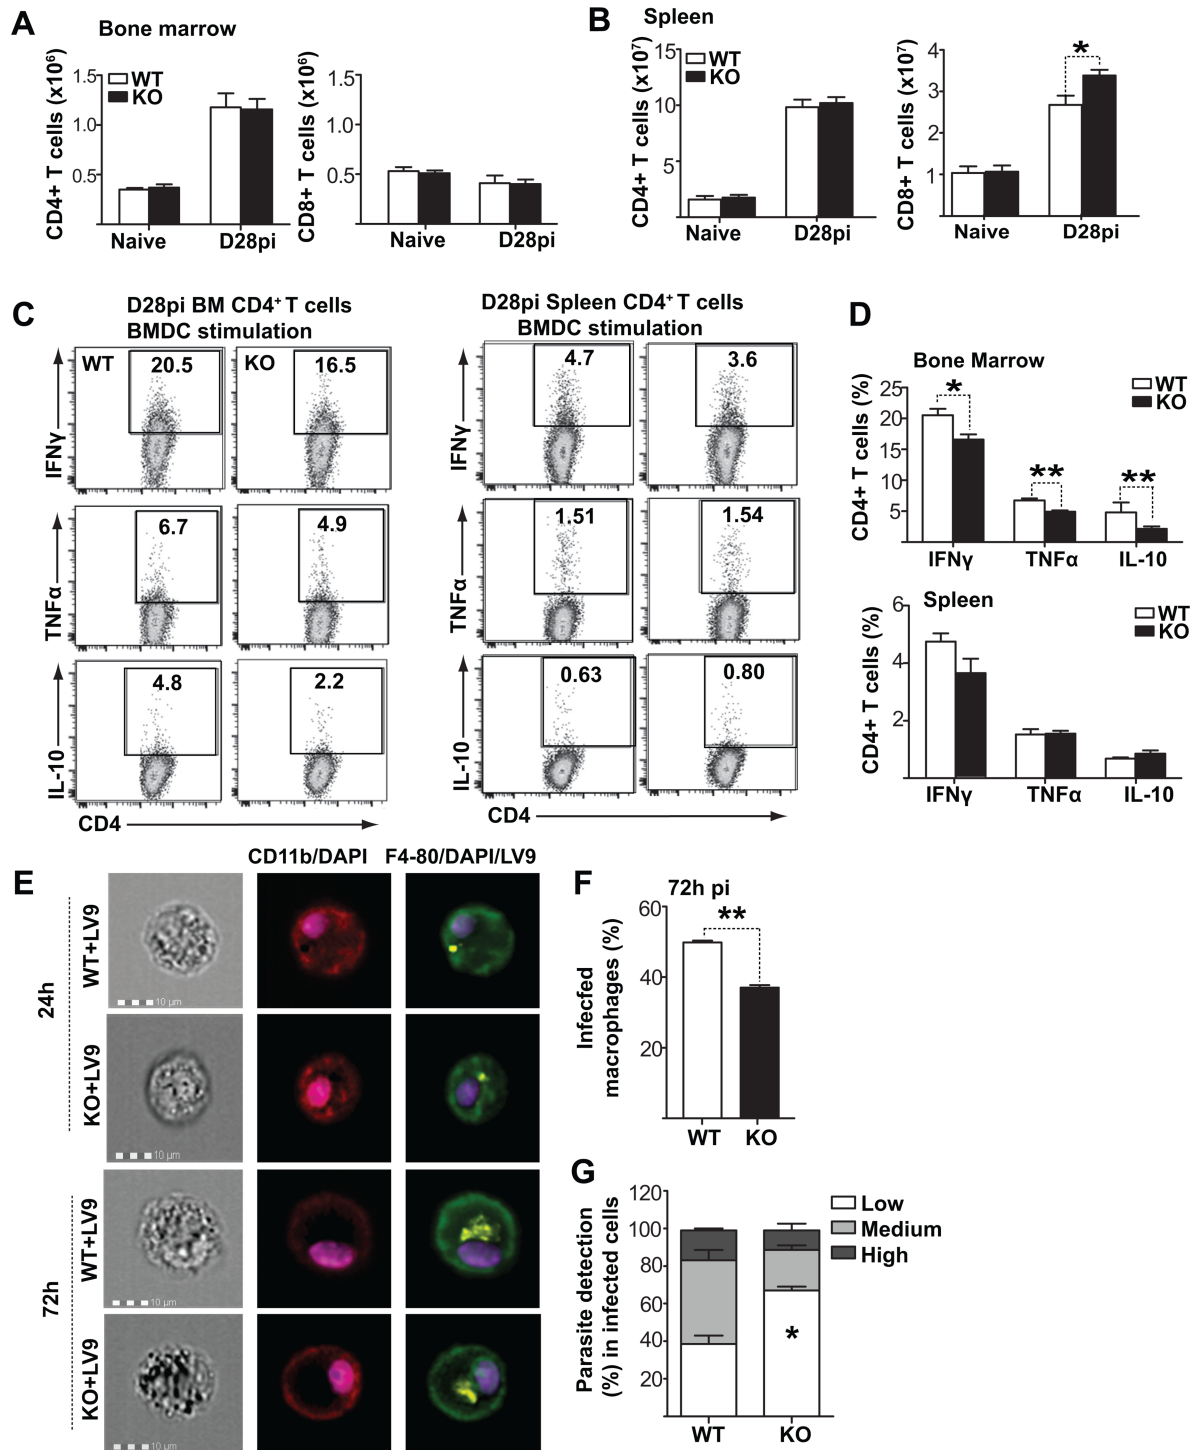 A
Bone marrow
CD4+ T cells (x10⁶)
1.5
1.0
0.5
WT
KO
Naive
D28pi
CD8+ T cells (x10⁶)
1.5
1.0
0.5
Naive
D28pi
B
Spleen
CD4+ T cells (x10⁷)
15
10
5
WT
KO
Naive
D28pi
CD8+ T cells (x10⁷)
4
3
2
1
*
Naive
D28pi
C
D28pi BM CD4⁺ T cells
BMDC stimulation
WT
20.5
KO
16.5
IFNγ
6.7
4.9
TNFα
4.8
2.2
IL-10
CD4
D28pi Spleen CD4⁺ T cells
BMDC stimulation
4.7
3.6
IFNγ
1.51
1.54
TNFα
0.63
0.80
IL-10
CD4
D
Bone Marrow
CD4+ T cells (%)
25
20
15
10
5
*
**
**
WT
KO
IFNγ
TNFα
IL-10
Spleen
CD4+ T cells (%)
6
4
2
WT
KO
IFNγ
TNFα
IL-10
E
CD11b/DAPI
F4-80/DAPI/LV9
24h
WT+LV9
10 µm
KO+LV9
10 µm
72h
WT+LV9
10 µm
KO+LV9
10 µm
F
72h pi
Infecfed
macrophages (%)
60
40
20
**
WT
KO
G
Parasite detection
(%) in infected cells
120
100
80
60
40
20
*
Low
Medium
High
WT
KO